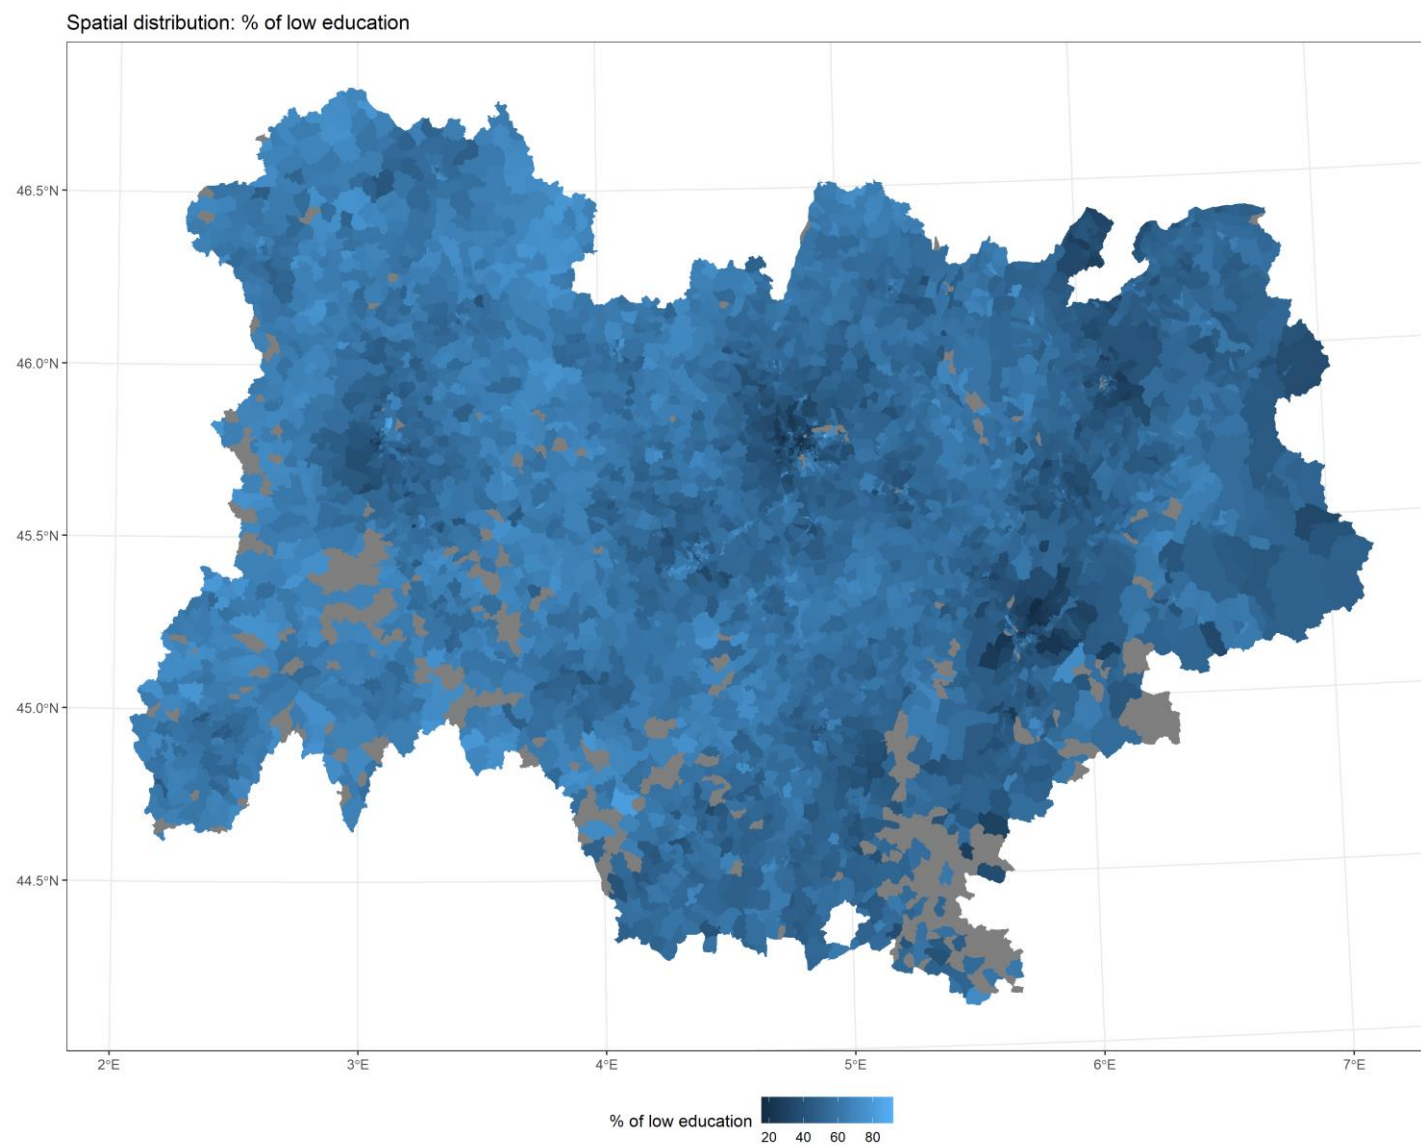 Spatial distribution: % of low education
46.5°N
46.0°N
45.5°N
45.0°N
44.5°N
2°E 3°E 4°E 5°E 6°E 7°E
% of low education
20 40 60 80